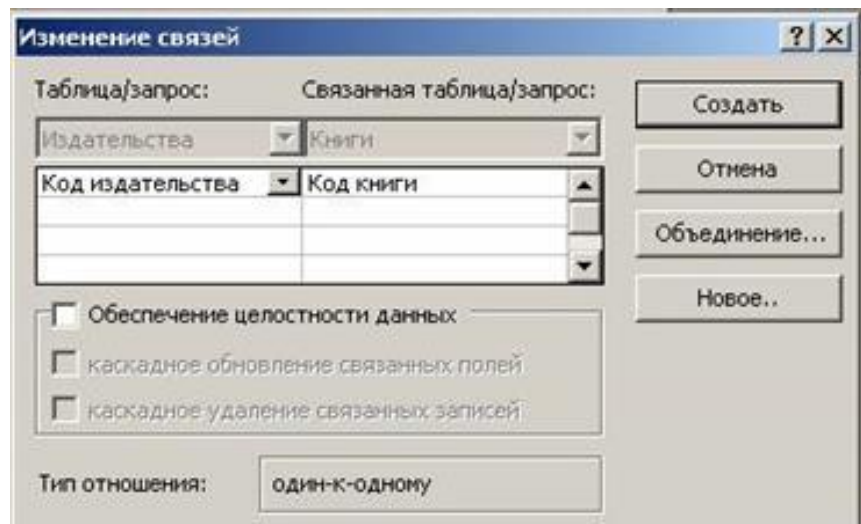 Изменение связей
Таблица/запрос: Связанная таблица/запрос:
Издательства Книги
Код издательства Код книги
Обеспечение целостности данных
каскадное обновление связанных полей
каскадное удаление связанных записей
Тип отношения: один-к-одному
Создать
Отмена
Объединение...
Новое..